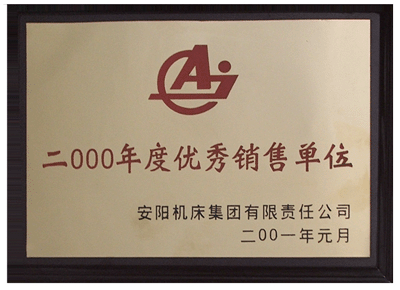 二000年度优秀销售单位
安阳机床集团有限责任公司
二00一年元月